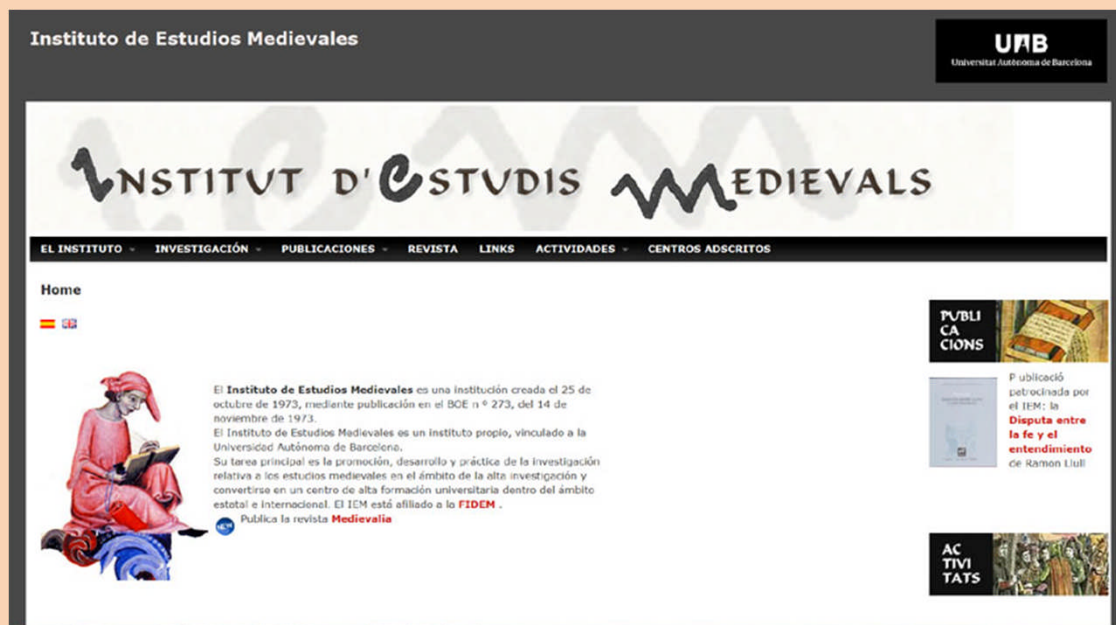 Instituto de Estudios Medievales
UAB
Universitat Autònoma de Barcelona
INSTITUT D'ESTUDIS MEDIEVALS
EL INSTITUTO INVESTIGACIÓN PUBLICACIONES REVISTA LINKS ACTIVIDADES CENTROS ADSCRITOS
Home
El Instituto de Estudios Medievales es una institución creada el 25 de
octubre de 1973, mediante publicación en el BOE n º 273, del 14 de
noviembre de 1973.
El Instituto de Estudios Medievales es un instituto propio, vinculado a la
Universidad Autónoma de Barcelona.
Su tarea principal es la promoción, desarrollo y práctica de la investigación
relativa a los estudios medievales en el ámbito de la alta investigación y
convertirse en un centro de alta formación universitaria dentro del ámbito
estatal e internacional. El IEM está afiliado a la FIDEM .
NEW Publica la revista Medievalia
PUBLI
CA
CIONS
P ublicació
patrocinada por
el IEM: la
Disputa entre
la fe y el
entendimiento
de Ramon Llull
AC
TIVI
TATS